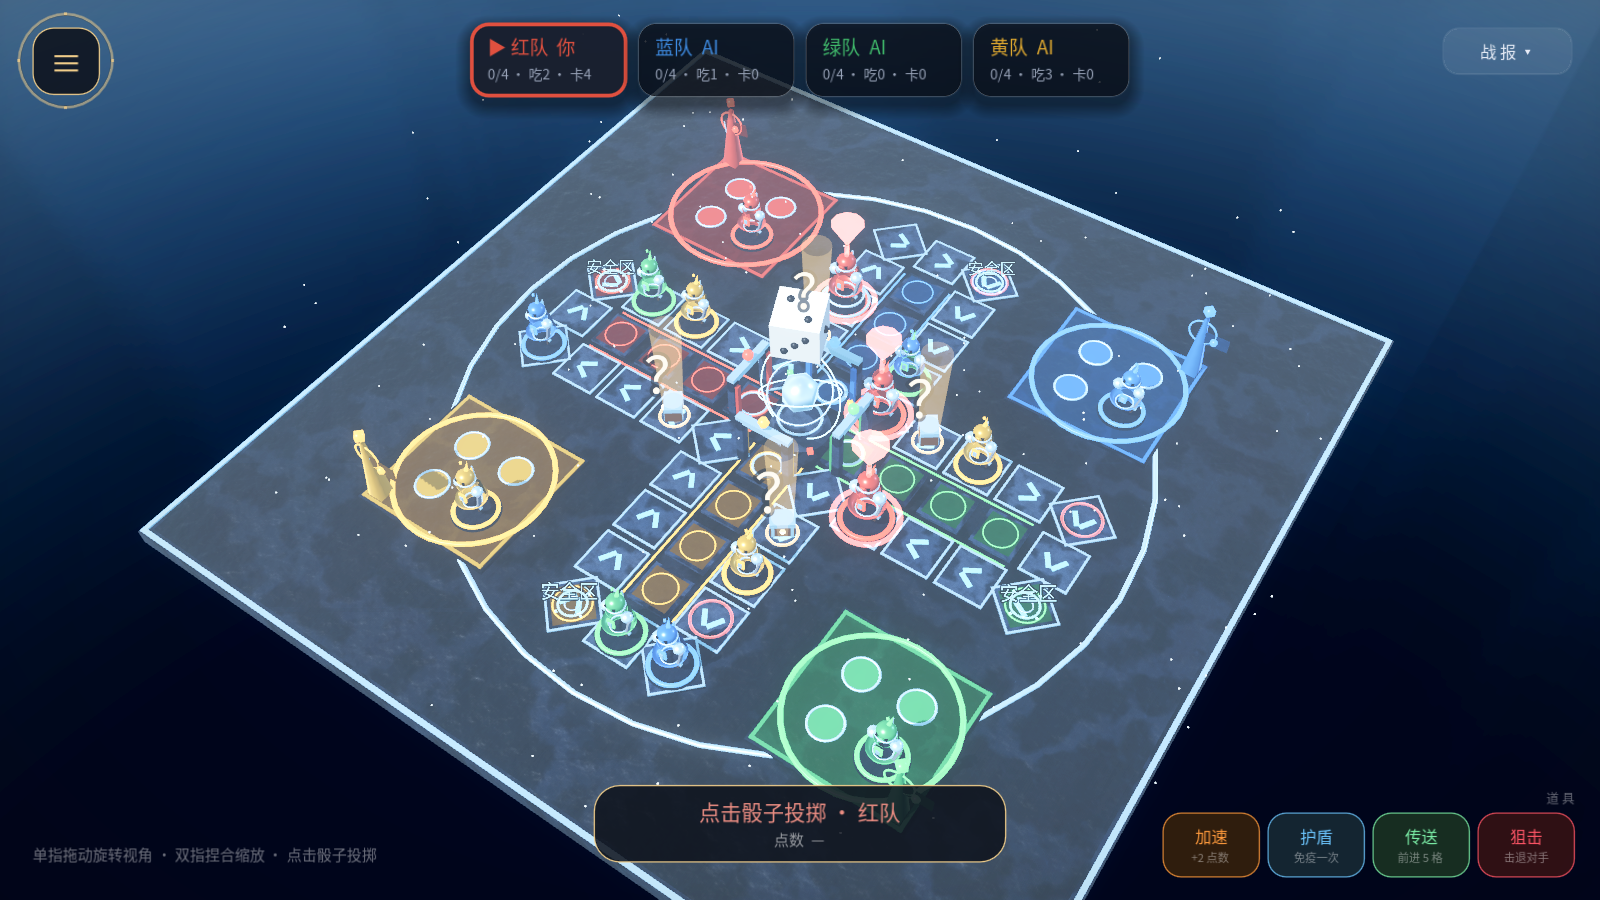 ▶ 红队 你
0/4 · 吃2 · 卡4
蓝队 AI
0/4 · 吃1 · 卡0
绿队 AI
0/4 · 吃0 · 卡0
黄队 AI
0/4 · 吃3 · 卡0
战报 ▾
安全区
安全区
?
?
?
?
?
安全区
安全区
点击骰子投掷 · 红队
点数 —
单指拖动旋转视角 · 双指捏合缩放 · 点击骰子投掷
道具
加速
+2 点数
护盾
免疫一次
传送
前进 5 格
狙击
击退对手